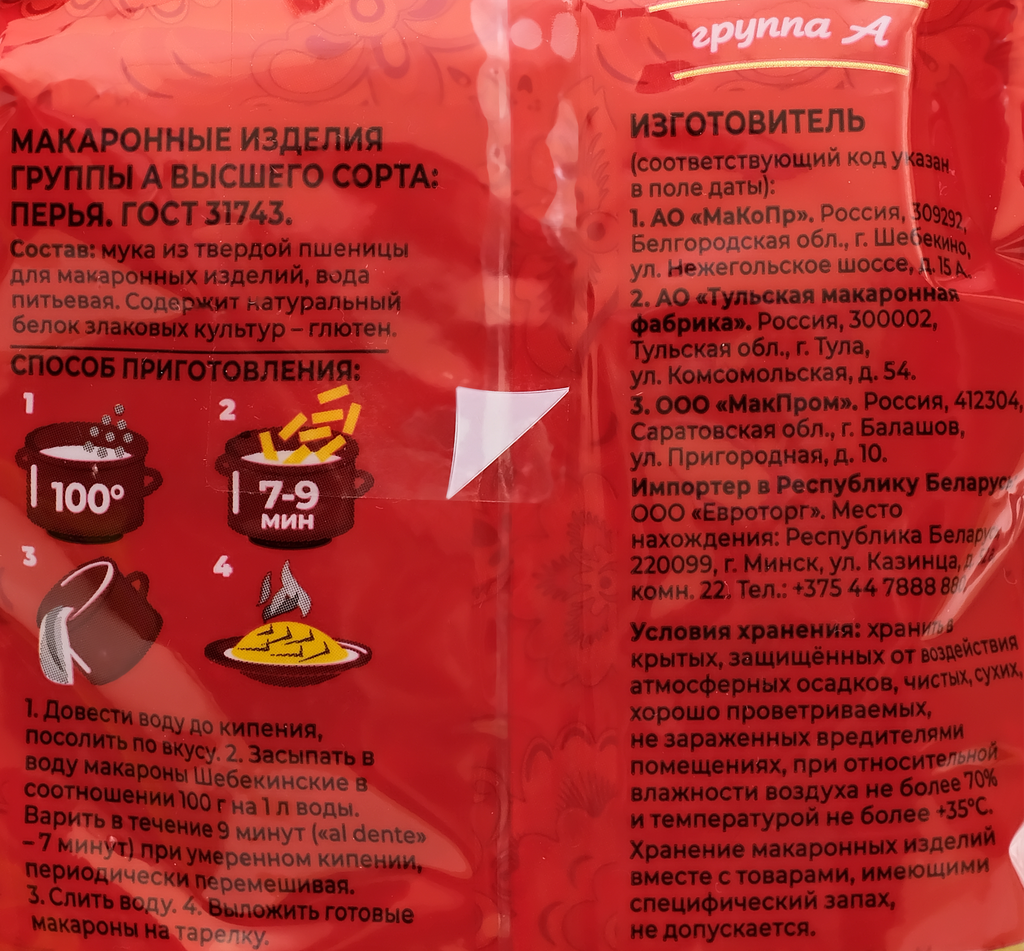 группа А
МАКАРОННЫЕ ИЗДЕЛИЯ
ГРУППЫ А ВЫСШЕГО СОРТА:
ПЕРЬЯ. ГОСТ 31743.
Состав: мука из твердой пшеницы
для макаронных изделий, вода
питьевая. Содержит натуральный
белок злаковых культур – глютен.
СПОСОБ ПРИГОТОВЛЕНИЯ:
1
2
100°
7-9
МИН
3
4
1. Довести воду до кипения,
посолить по вкусу. 2. Засыпать в
воду макароны Шебекинские в
соотношении 100 г на 1 л воды.
Варить в течение 9 минут («al dente»
– 7 минут) при умеренном кипении,
периодически перемешивая.
3. Слить воду. 4. Выложить готовые
макароны на тарелку.
ИЗГОТОВИТЕЛЬ
(соответствующий код указан
в поле даты):
1. АО «МаКоПр». Россия, 309292,
Белгородская обл., г. Шебекино,
ул. Нежегольское шоссе, д. 15 А.
2. АО «Тульская макаронная
фабрика». Россия, 300002,
Тульская обл., г. Тула,
ул. Комсомольская, д. 54.
3. ООО «МакПром». Россия, 412304,
Саратовская обл., г. Балашов,
ул. Пригородная, д. 10.
Импортер в Республику Беларусь
ООО «Евроторг». Место
нахождения: Республика Беларусь
220099, г. Минск, ул. Казинца,
комн. 22. Тел.: +375 44 7888
Условия хранения: хранить в
крытых, защищённых от воздействия
атмосферных осадков, чистых, сухих,
хорошо проветриваемых,
не зараженных вредителями
помещениях, при относительной
влажности воздуха не более 70%
и температурой не более +35°С.
Хранение макаронных изделий
вместе с товарами, имеющими
специфический запах,
не допускается.